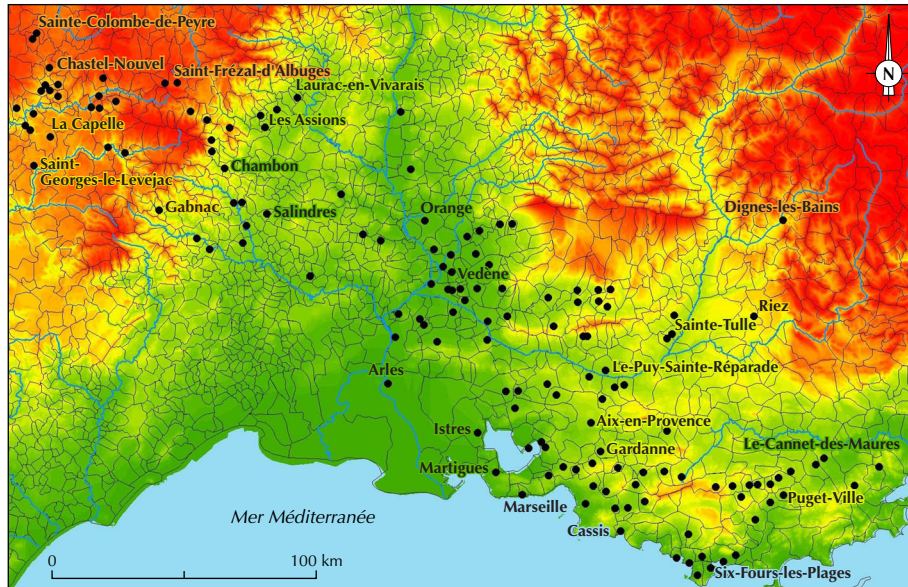 Sainte-Colombe-de-Peyre
N
Chastel-Nouvel
Saint-Frézal-d'Albuges
Laurac-en-Vivarais
La Capelle
Les Assions
Saint-
Georges-le-Levejac
Chambon
Gabnac
Salindres
Orange
Dignes-les-Bains
Vedène
Riez
Sainte-Tulle
Le-Puy-Sainte-Réparade
Arles
Istres
Aix-en-Provence
Gardanne
Le-Cannet-des-Maures
Martigues
Marseille
Puget-Ville
Mer Méditerranée
Cassis
0 100 km
Six-Fours-les-Plages